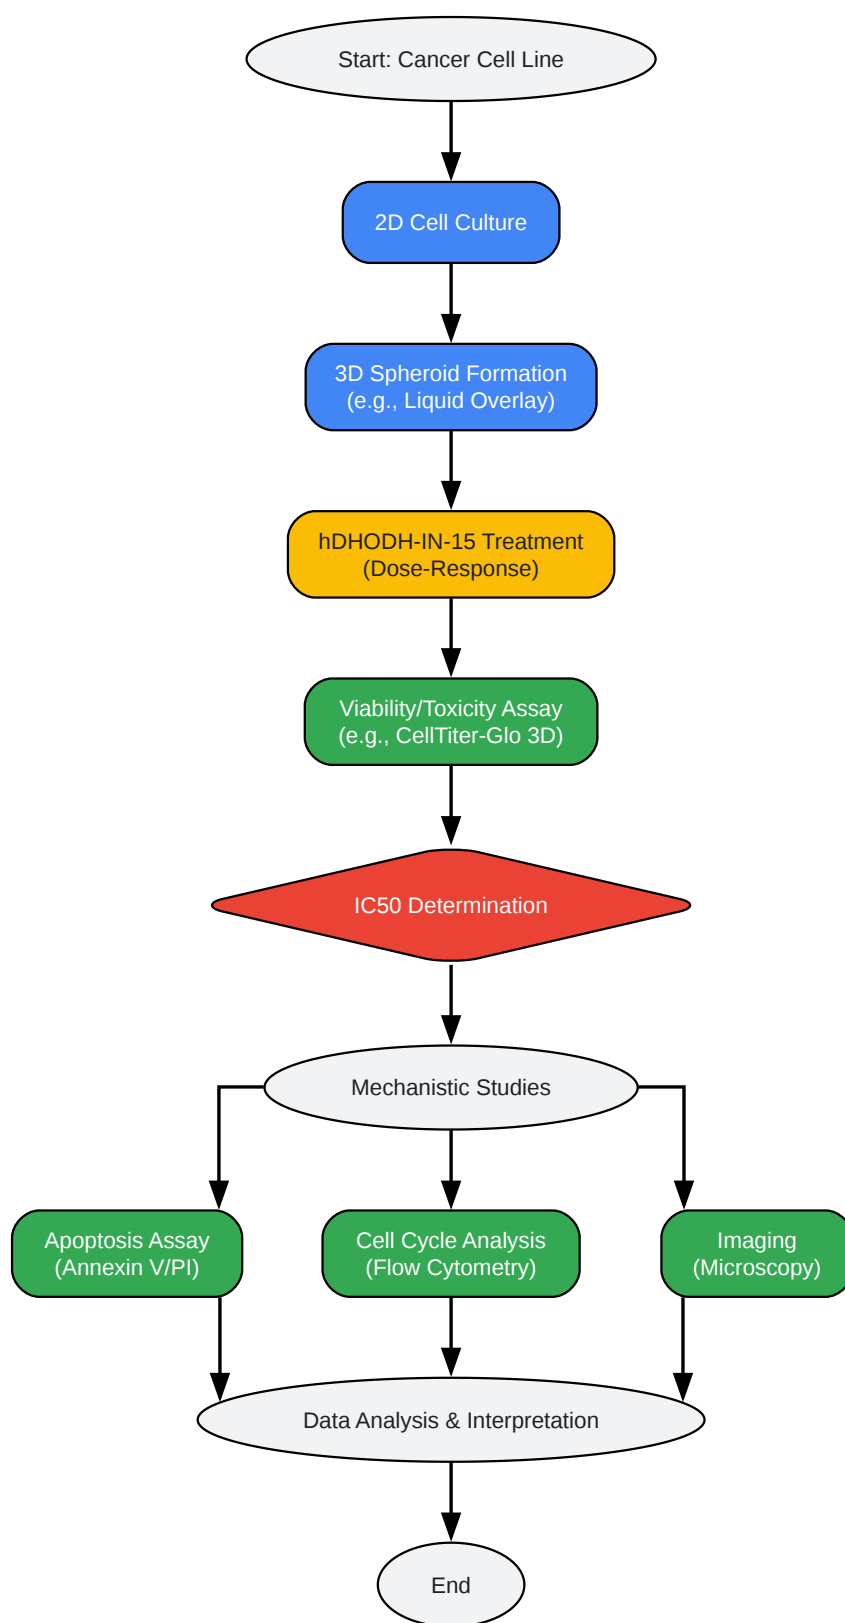 Start: Cancer Cell Line
2D Cell Culture
3D Spheroid Formation
(e.g., Liquid Overlay)
hDHODH-IN-15 Treatment
(Dose-Response)
Viability/Toxicity Assay
(e.g., CellTiter-Glo 3D)
IC50 Determination
Mechanistic Studies
Apoptosis Assay
(Annexin V/PI)
Cell Cycle Analysis
(Flow Cytometry)
Imaging
(Microscopy)
Data Analysis & Interpretation
End